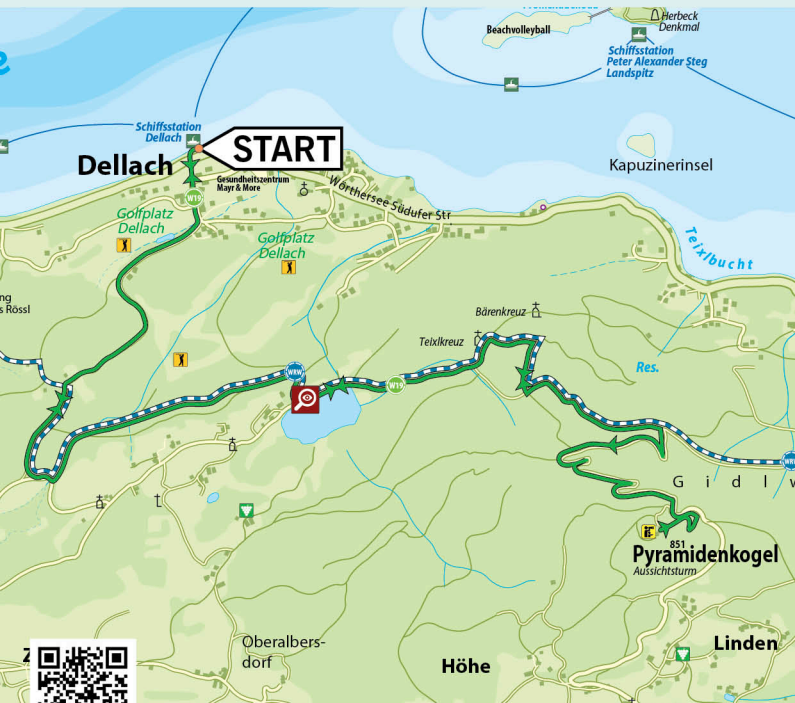 Herbeck
Denkmal
Beachvolleyball
Schiffsstation
Peter Alexander Steg
Landspitz
Schiffsstation
Dellach
START
Dellach
Gesundheitszentrum
Mayr & More
Kapuzinerinsel
W19
Wörthersee Südufer Str
Golfplatz
Dellach
Golfplatz
Dellach
Teixlbucht
Rössl
Bärenkreuz
Teixlkreuz
Res.
WRW
W19
Gidl
851
Pyramidenkogel
Aussichtsturm
Oberalbers-
dorf
Höhe
Linden